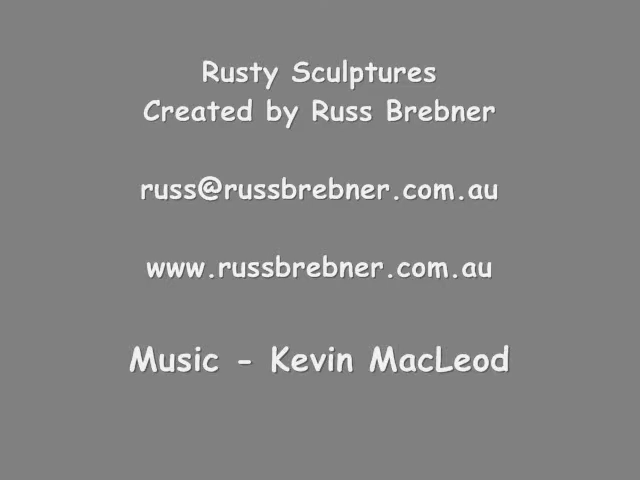 Rusty Sculptures
Created by Russ Brebner
russ@russbrebner.com.au
www.russbrebner.com.au
Music - Kevin MacLeod